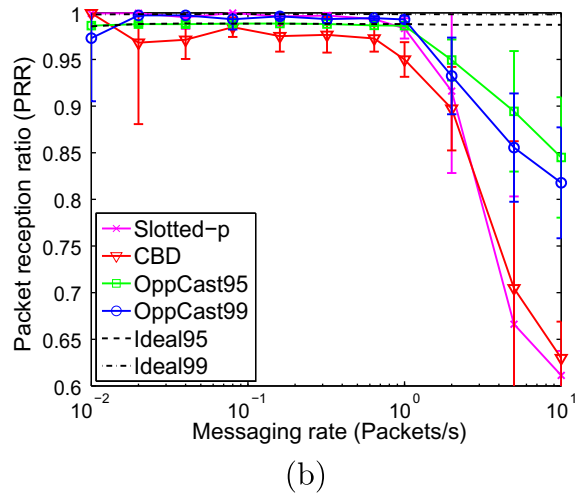 Packet reception ratio (PRR)
1
0.95
0.9
0.85
0.8
0.75
0.7
0.65
0.6
Slotted-p
CBD
OppCast95
OppCast99
Ideal95
Ideal99
10⁻² 10⁻¹ 10⁰ 10¹
Messaging rate (Packets/s)
(b)